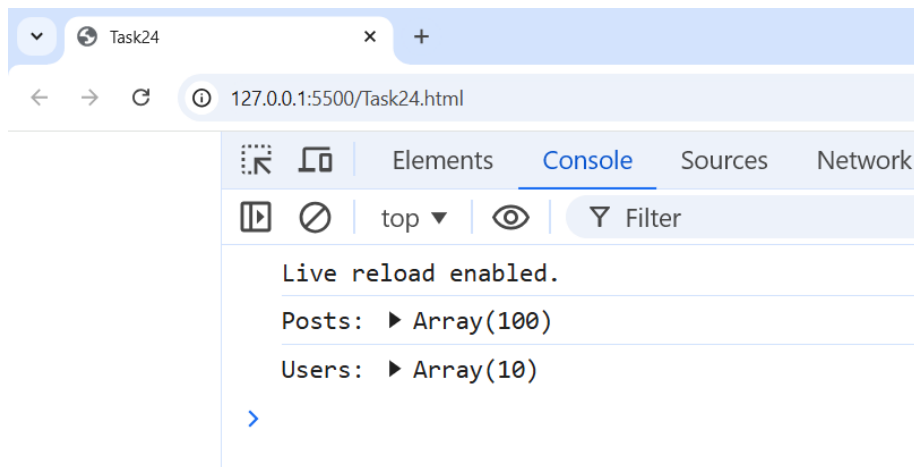 Task24
127.0.0.1:5500/Task24.html
Elements Console Sources Network
top Filter
Live reload enabled.
Posts: Array(100)
Users: Array(10)